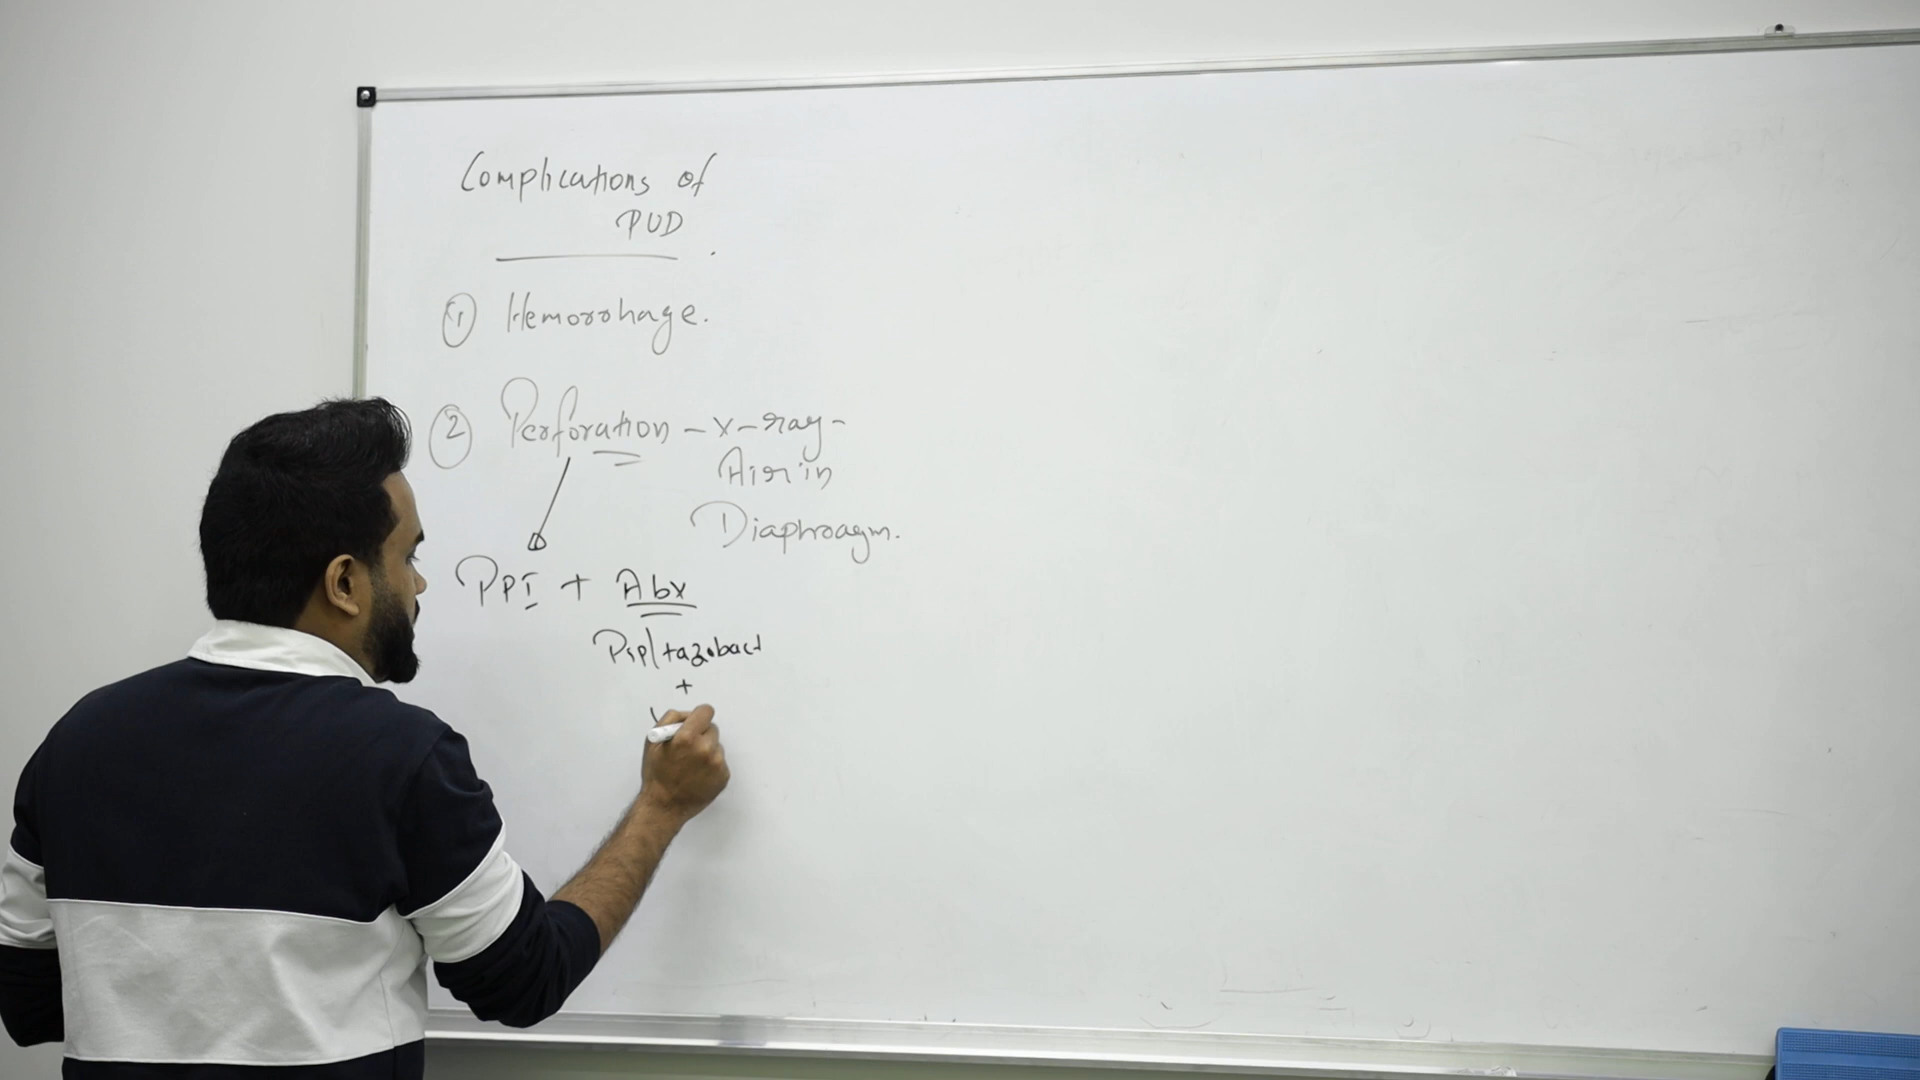 Complications of
PUD
① Hemorrhage.
② Perforation - x-ray -
Air in
Diaphragm.
PPI + Abx
Pip/tazobact
+